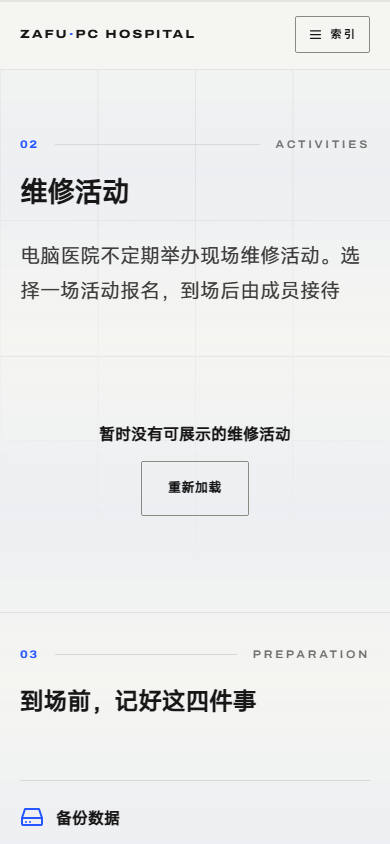 ZAFU·PC HOSPITAL
索引
02
ACTIVITIES
维修活动
电脑医院不定期举办现场维修活动。选
择一场活动报名，到场后由成员接待
暂时没有可展示的维修活动
重新加载
03
PREPARATION
到场前，记好这四件事
备份数据